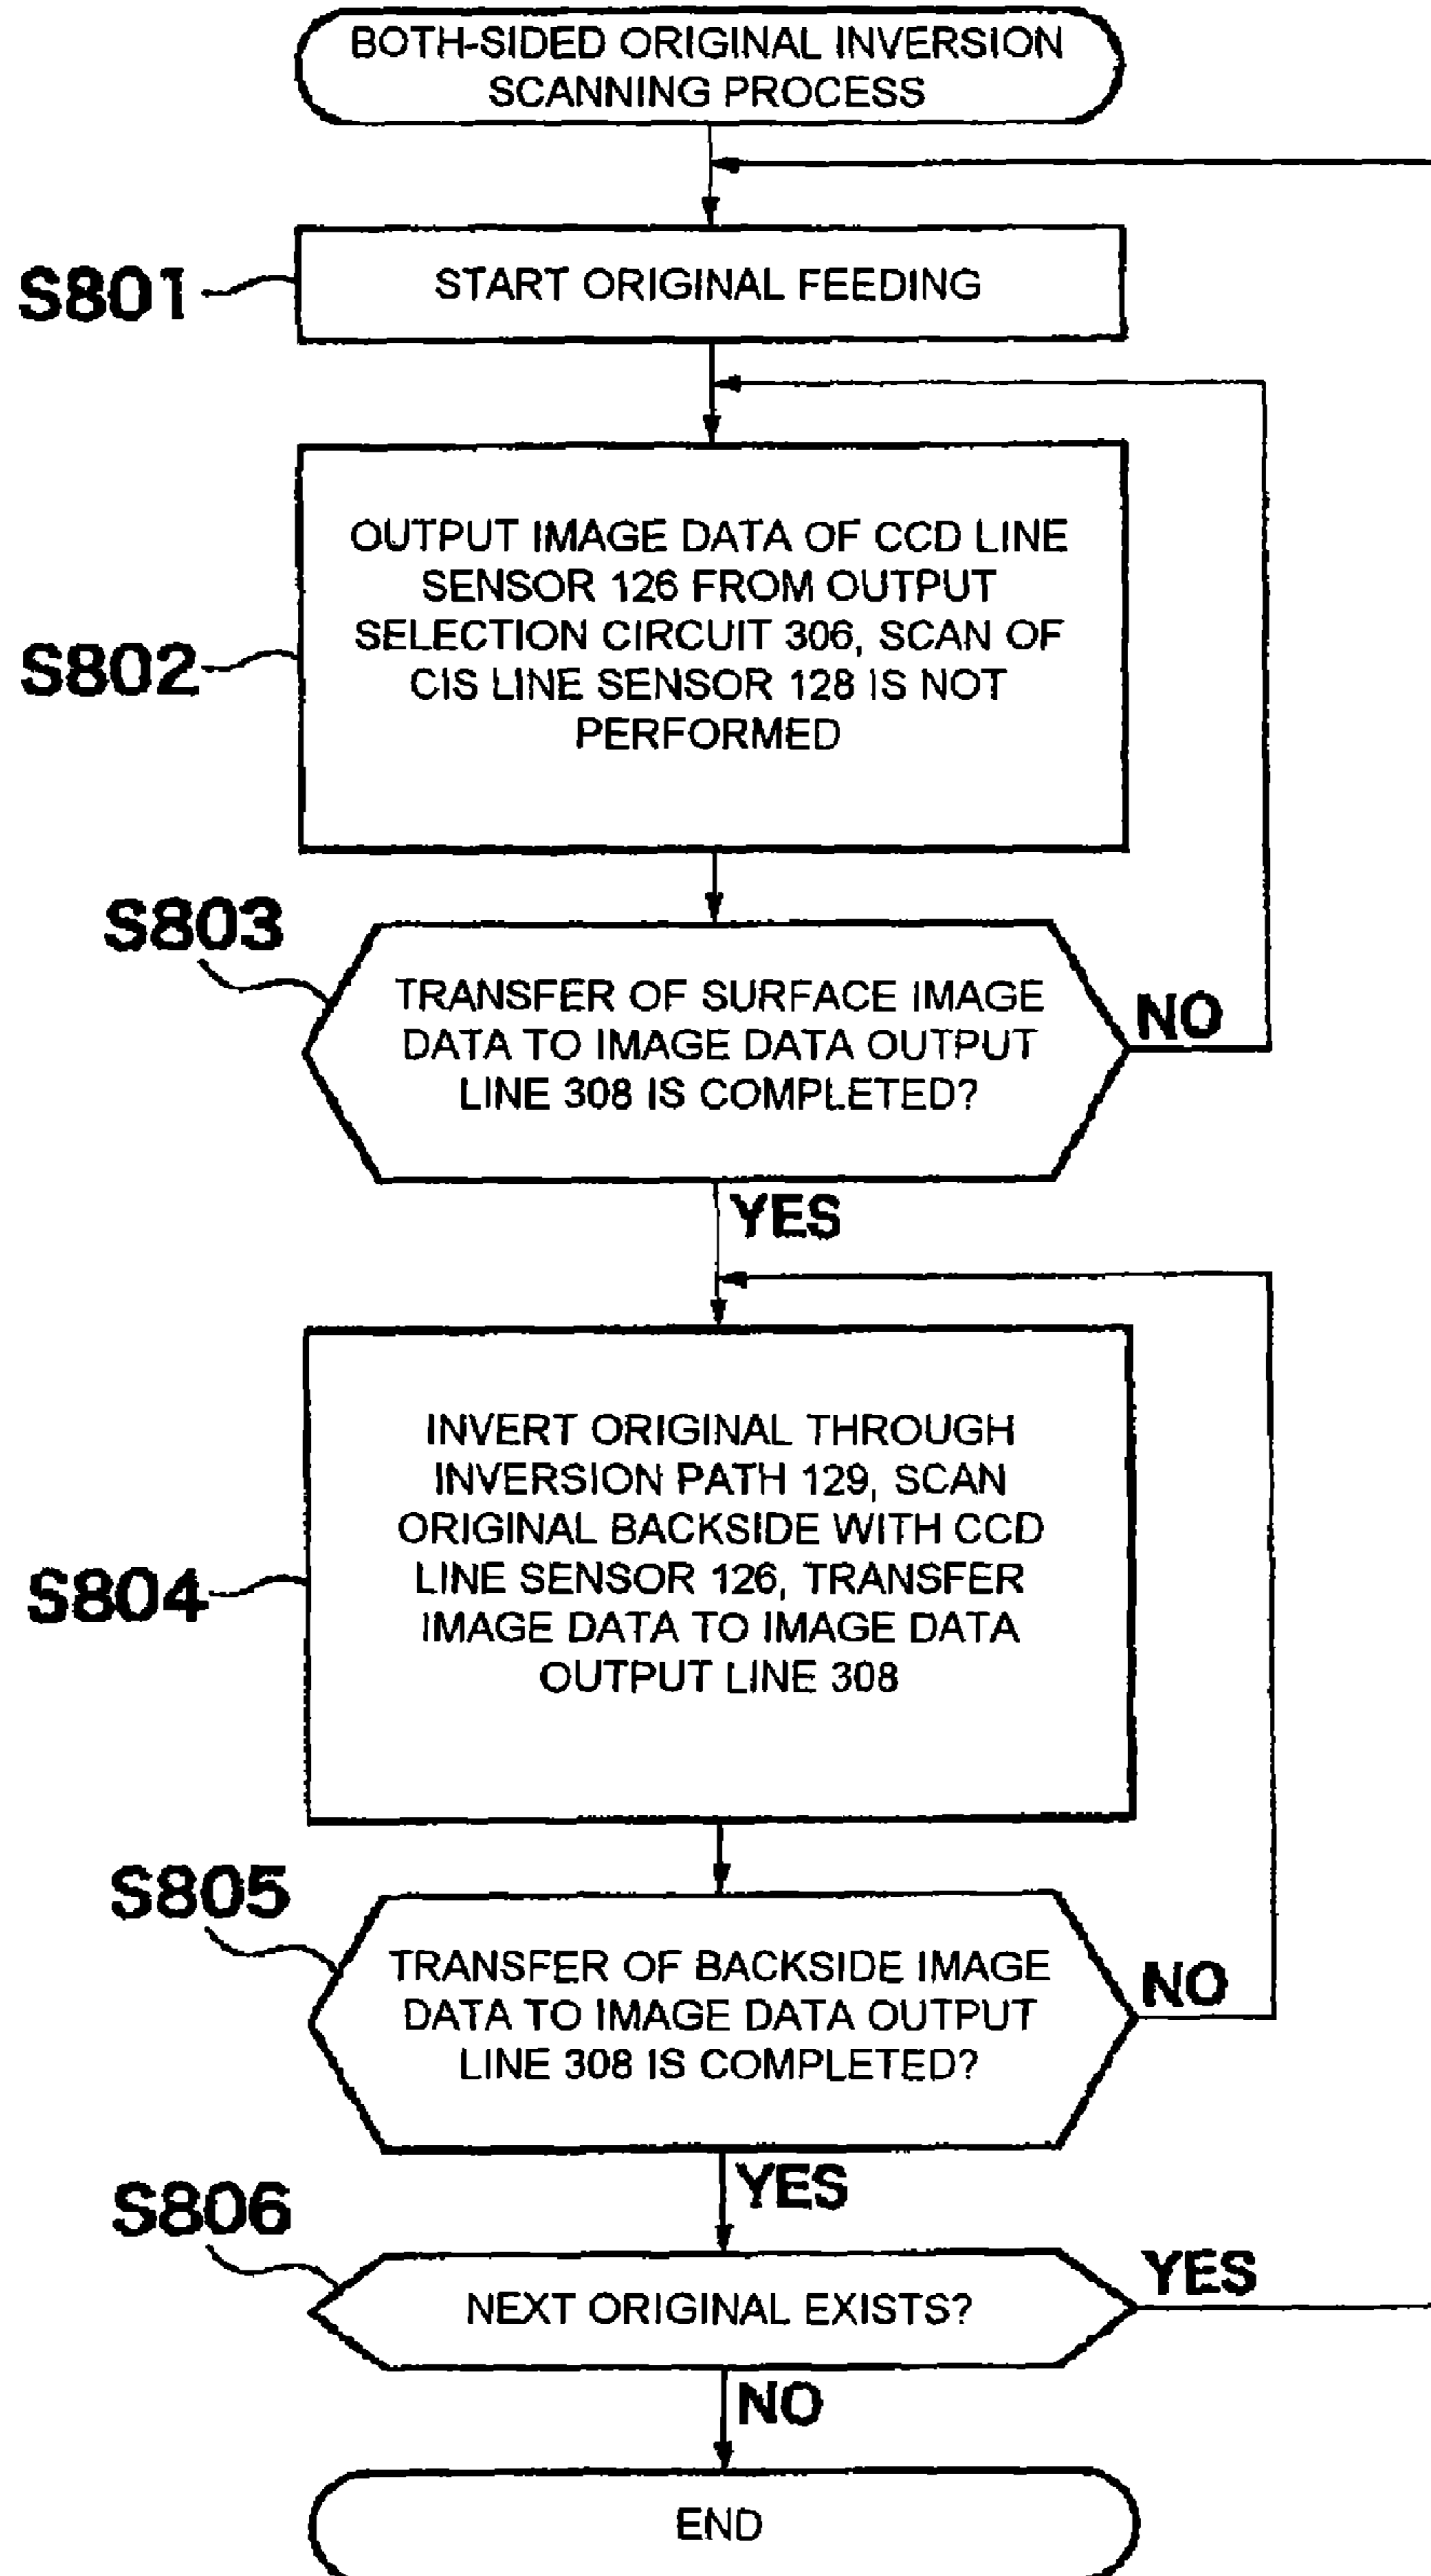 BOTH-SIDED ORIGINAL INVERSION
SCANNING PROCESS
S801
START ORIGINAL FEEDING
S802
OUTPUT IMAGE DATA OF CCD LINE
SENSOR 126 FROM OUTPUT
SELECTION CIRCUIT 306, SCAN OF
CIS LINE SENSOR 128 IS NOT
PERFORMED
S803
TRANSFER OF SURFACE IMAGE
DATA TO IMAGE DATA OUTPUT
LINE 308 IS COMPLETED?
NO
YES
S804
INVERT ORIGINAL THROUGH
INVERSION PATH 129, SCAN
ORIGINAL BACKSIDE WITH CCD
LINE SENSOR 126, TRANSFER
IMAGE DATA TO IMAGE DATA
OUTPUT LINE 308
S805
TRANSFER OF BACKSIDE IMAGE
DATA TO IMAGE DATA OUTPUT
LINE 308 IS COMPLETED?
NO
YES
S806
NEXT ORIGINAL EXISTS?
YES
NO
END